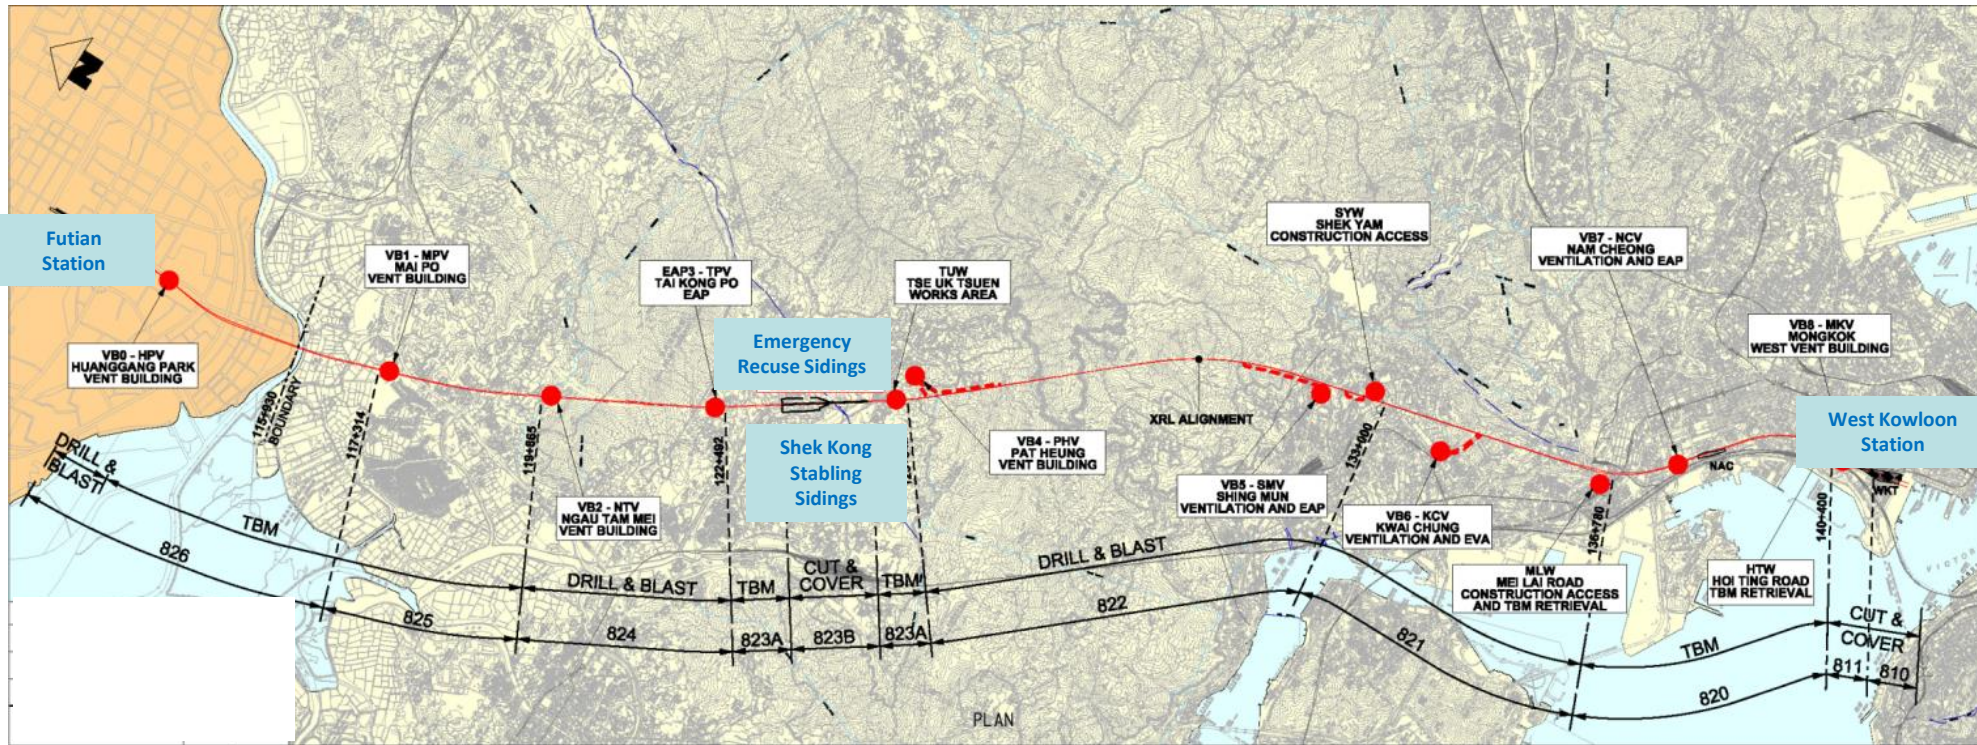 N
Futian
Station
VB0 - HPV
HUANGGANG PARK
VENT BUILDING
115+930
BOUNDARY
117+314
VB1 - MPV
MAI PO
VENT BUILDING
119+865
VB2 - NTV
NGAU TAM MEI
VENT BUILDING
EAP3 - TPV
TAI KONG PO
EAP
122+492
Emergency
Recuse Sidings
Shek Kong
Stabling
Sidings
TUW
TSE UK TSUEN
WORKS AREA
VB4 - PHV
PAT HEUNG
VENT BUILDING
XRL ALIGNMENT
SYW
SHEK YAM
CONSTRUCTION ACCESS
VB5 - SMV
SHING MUN
VENTILATION AND EAP
133+000
VB6 - KCV
KWAI CHUNG
VENTILATION AND EVA
VB7 - NCV
NAM CHEONG
VENTILATION AND EAP
MLW
MEI LAI ROAD
CONSTRUCTION ACCESS
AND TBM RETRIEVAL
136+780
NAC
VB8 - MKV
MONGKOK
WEST VENT BUILDING
West Kowloon
Station
WKT
HTW
HOI TING ROAD
TBM RETRIEVAL
140+400
DRILL &
BLAST
TBM
DRILL & BLAST
TBM
CUT &
COVER
TBM
DRILL & BLAST
TBM
CUT &
COVER
826
825
824
823A
823B
823A
822
821
820
811
810
PLAN